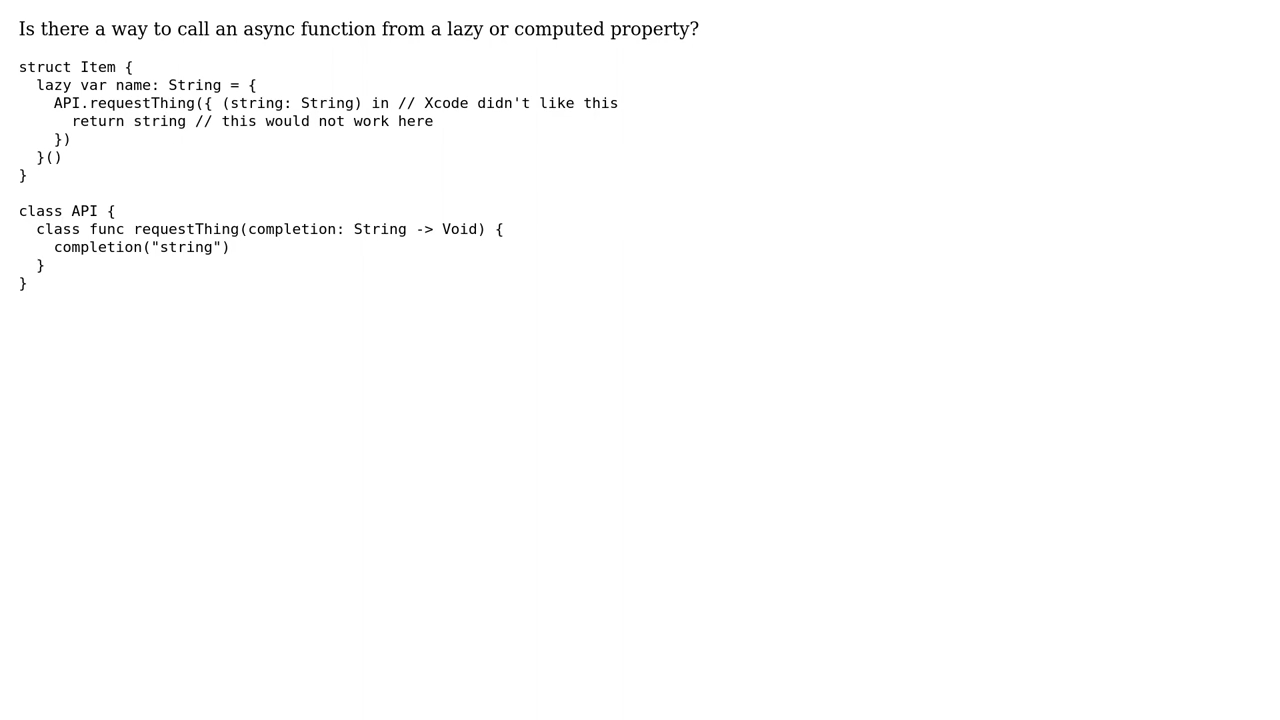 Is there a way to call an async function from a lazy or computed property?
struct Item {
  lazy var name: String = {
    API.requestThing({ (string: String) in // Xcode didn't like this
      return string // this would not work here
    })
  }()
}

class API {
  class func requestThing(completion: String -> Void) {
    completion("string")
  }
}